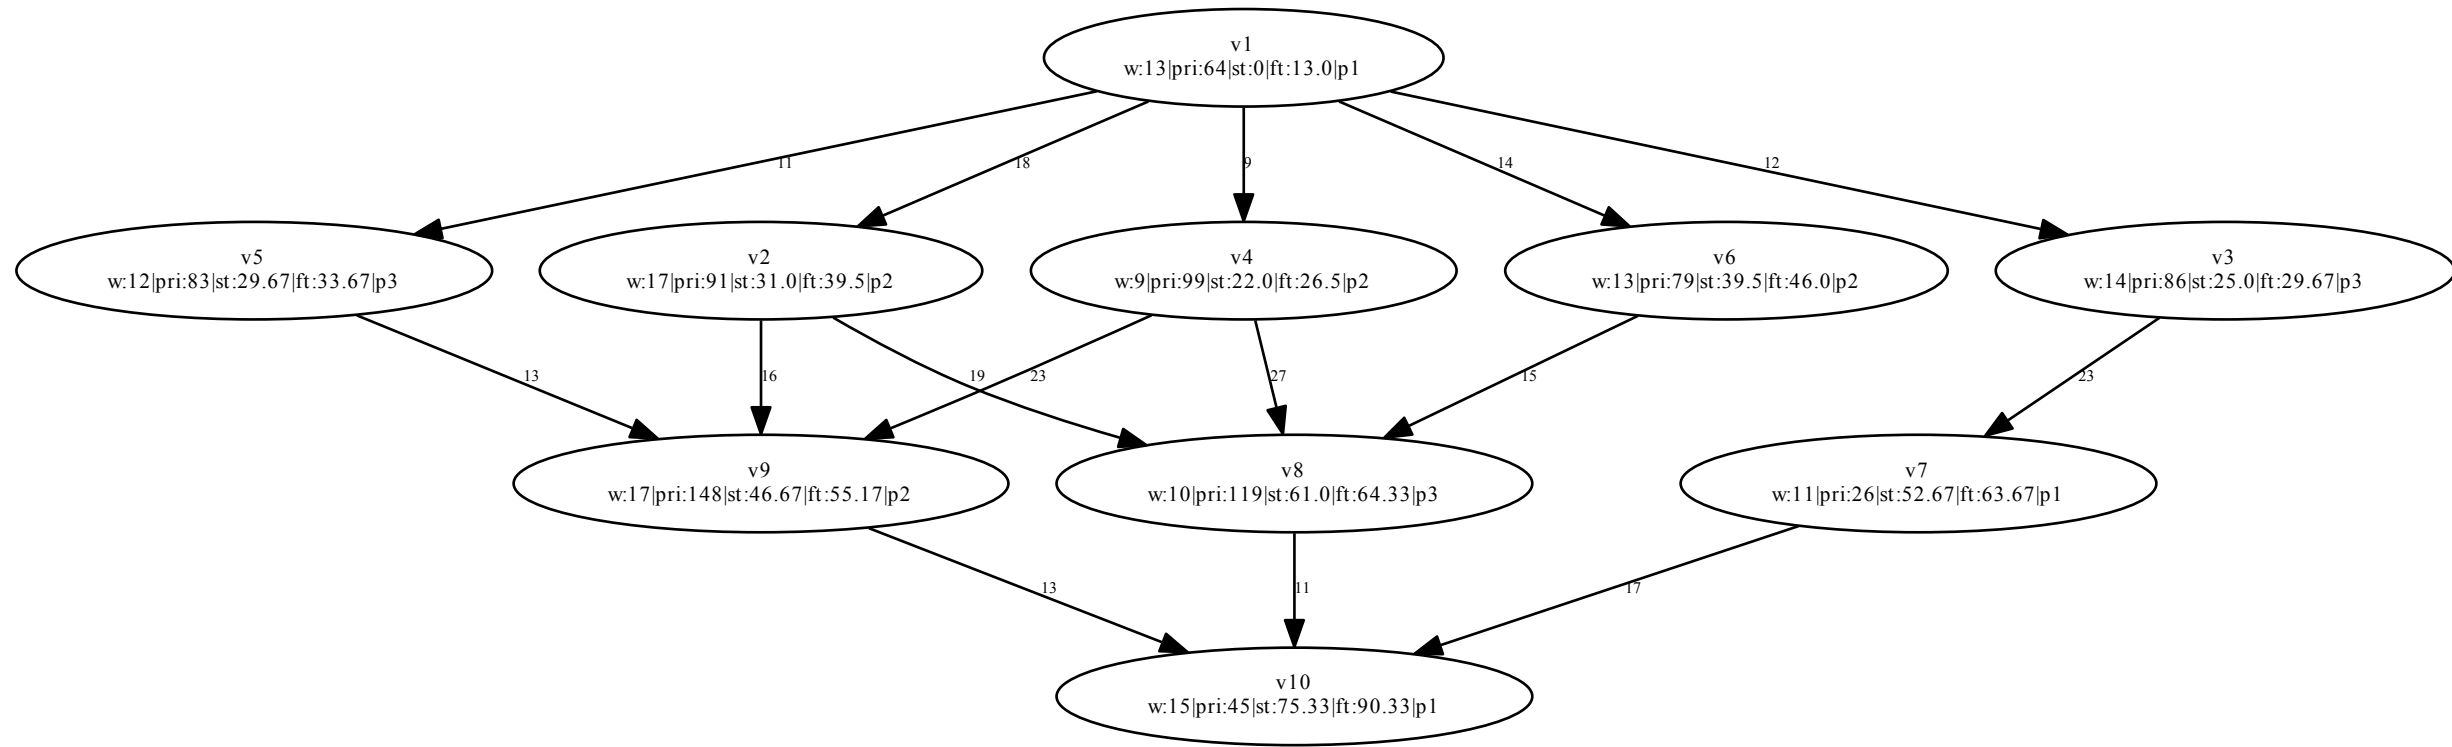 v1
w:13|pri:64|st:0|ft:13.0|p1
11
18
9
14
12
v5
w:12|pri:83|st:29.67|ft:33.67|p3
v2
w:17|pri:91|st:31.0|ft:39.5|p2
v4
w:9|pri:99|st:22.0|ft:26.5|p2
v6
w:13|pri:79|st:39.5|ft:46.0|p2
v3
w:14|pri:86|st:25.0|ft:29.67|p3
13
16
19
23
27
15
23
v9
w:17|pri:148|st:46.67|ft:55.17|p2
v8
w:10|pri:119|st:61.0|ft:64.33|p3
v7
w:11|pri:26|st:52.67|ft:63.67|p1
13
11
17
v10
w:15|pri:45|st:75.33|ft:90.33|p1